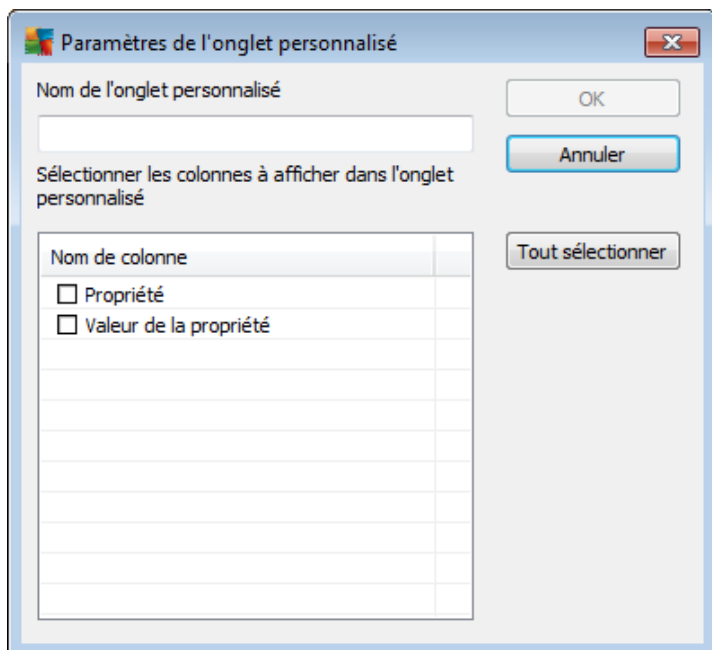 Paramètres de l'onglet personnalisé
Nom de l'onglet personnalisé
OK
Annuler
Sélectionner les colonnes à afficher dans l'onglet
personnalisé
Tout sélectionner
Nom de colonne
Propriété
Valeur de la propriété